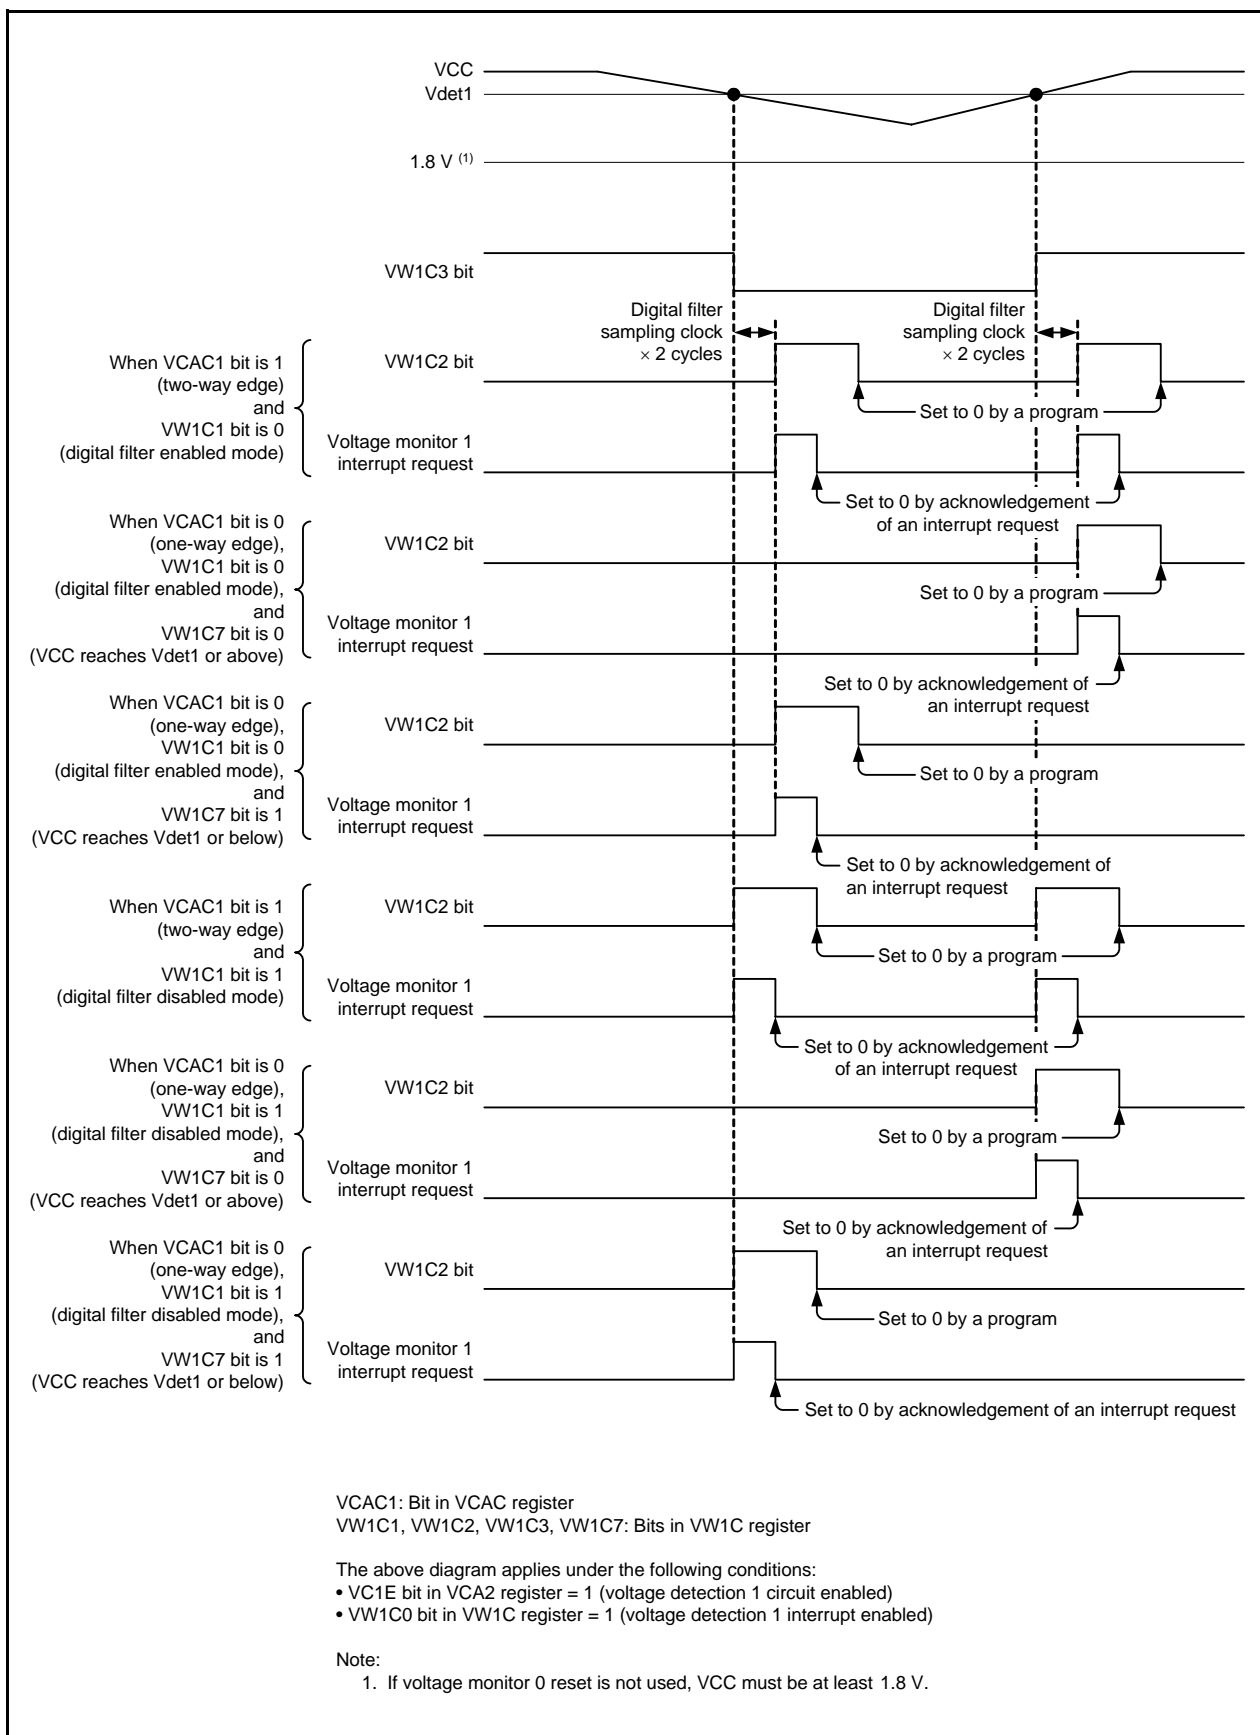 VCC
Vdet1
1.8 V (1)
VW1C3 bit
Digital filter
sampling clock
× 2 cycles
Digital filter
sampling clock
× 2 cycles
When VCAC1 bit is 1
(two-way edge)
and
VW1C1 bit is 0
(digital filter enabled mode)
VW1C2 bit
Set to 0 by a program
Voltage monitor 1
interrupt request
Set to 0 by acknowledgement
of an interrupt request
When VCAC1 bit is 0
(one-way edge),
VW1C1 bit is 0
(digital filter enabled mode),
and
VW1C7 bit is 0
(VCC reaches Vdet1 or above)
VW1C2 bit
Set to 0 by a program
Voltage monitor 1
interrupt request
Set to 0 by acknowledgement of
an interrupt request
When VCAC1 bit is 0
(one-way edge),
VW1C1 bit is 0
(digital filter enabled mode),
and
VW1C7 bit is 1
(VCC reaches Vdet1 or below)
VW1C2 bit
Set to 0 by a program
Voltage monitor 1
interrupt request
Set to 0 by acknowledgement of
an interrupt request
When VCAC1 bit is 1
(two-way edge)
and
VW1C1 bit is 1
(digital filter disabled mode)
VW1C2 bit
Set to 0 by a program
Voltage monitor 1
interrupt request
Set to 0 by acknowledgement
of an interrupt request
When VCAC1 bit is 0
(one-way edge),
VW1C1 bit is 1
(digital filter disabled mode),
and
VW1C7 bit is 0
(VCC reaches Vdet1 or above)
VW1C2 bit
Set to 0 by a program
Voltage monitor 1
interrupt request
Set to 0 by acknowledgement of
an interrupt request
When VCAC1 bit is 0
(one-way edge),
VW1C1 bit is 1
(digital filter disabled mode),
and
VW1C7 bit is 1
(VCC reaches Vdet1 or below)
VW1C2 bit
Set to 0 by a program
Voltage monitor 1
interrupt request
Set to 0 by acknowledgement of an interrupt request
VCAC1: Bit in VCAC register
VW1C1, VW1C2, VW1C3, VW1C7: Bits in VW1C register
The above diagram applies under the following conditions:
• VC1E bit in VCA2 register = 1 (voltage detection 1 circuit enabled)
• VW1C0 bit in VW1C register = 1 (voltage detection 1 interrupt enabled)
Note:
1. If voltage monitor 0 reset is not used, VCC must be at least 1.8 V.